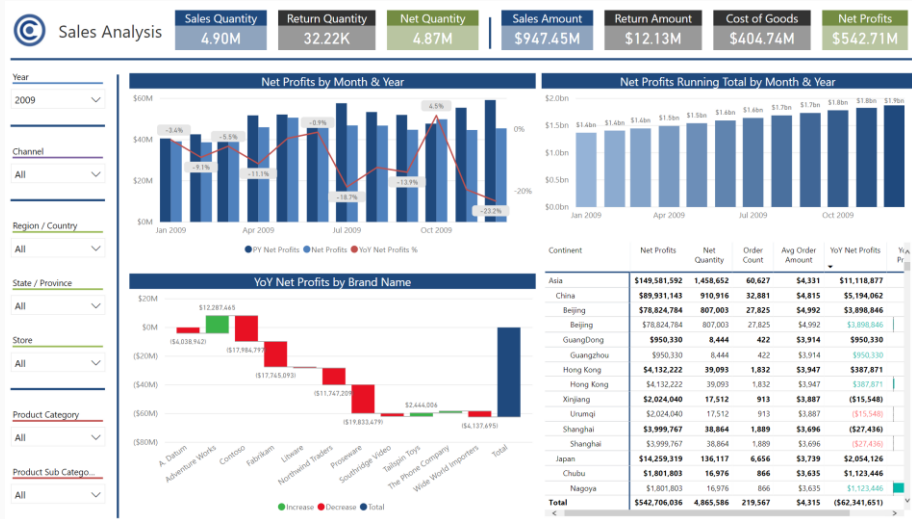 Sales Analysis
Sales Quantity
4.90M
Return Quantity
32.22K
Net Quantity
4.87M
Sales Amount
$947.45M
Return Amount
$12.13M
Cost of Goods
$404.74M
Net Profits
$542.71M
Year
2009
Channel
All
Region / Country
All
State / Province
All
Store
All
Product Category
All
Product Sub Catego...
All
Net Profits by Month & Year
$60M
$40M
$20M
$0M
0%
-20%
-3.4%
-9.1%
-5.5%
-11.1%
-0.9%
-18.7%
-13.9%
4.5%
-23.2%
Jan 2009 Apr 2009 Jul 2009 Oct 2009
PY Net Profits Net Profits YoY Net Profits %
Net Profits Running Total by Month & Year
$2.0bn
$1.5bn
$1.0bn
$0.5bn
$0.0bn
$1.4bn $1.4bn $1.4bn $1.5bn $1.5bn $1.6bn $1.6bn $1.7bn $1.7bn $1.8bn $1.8bn $1.9bn
Jan 2009 Apr 2009 Jul 2009 Oct 2009
YoY Net Profits by Brand Name
$20M
$0M
($20M)
($40M)
($60M)
($80M)
($4,038,942)
$12,287,465
($17,984,797)
($17,745,093)
($11,747,209)
($19,833,479)
$2,444,006
($4,137,695)
A. Datum
Adventure Works
Contoso
Fabrikam
Litware
Northwind Traders
Proseware
Southridge Video
Tailspin Toys
The Phone Company
Wide World Importers
Total
Increase Decrease Total
Continent Net Profits Net Quantity Order Count Avg Order Amount YoY Net Profits
Asia $149,581,592 1,458,652 60,627 $4,331 $11,118,877
China $89,931,143 910,916 32,881 $4,815 $5,194,062
Beijing $78,824,784 807,003 27,825 $4,992 $3,898,846
Beijing $78,824,784 807,003 27,825 $4,992 $3,898,846
GuangDong $950,330 8,444 422 $3,914 $950,330
Guangzhou $950,330 8,444 422 $3,914 $950,330
Hong Kong $4,132,222 39,093 1,832 $3,947 $387,871
Hong Kong $4,132,222 39,093 1,832 $3,947 $387,871
Xinjiang $2,024,040 17,512 913 $3,887 ($15,548)
Urumqi $2,024,040 17,512 913 $3,887 ($15,548)
Shanghai $3,999,767 38,864 1,889 $3,696 ($27,436)
Shanghai $3,999,767 38,864 1,889 $3,696 ($27,436)
Japan $14,259,319 136,117 6,656 $3,739 $2,054,126
Chubu $1,801,803 16,976 866 $3,635 $1,123,446
Nagoya $1,801,803 16,976 866 $3,635 $1,123,446
Total $542,706,036 4,865,586 219,567 $4,315 ($62,341,651)